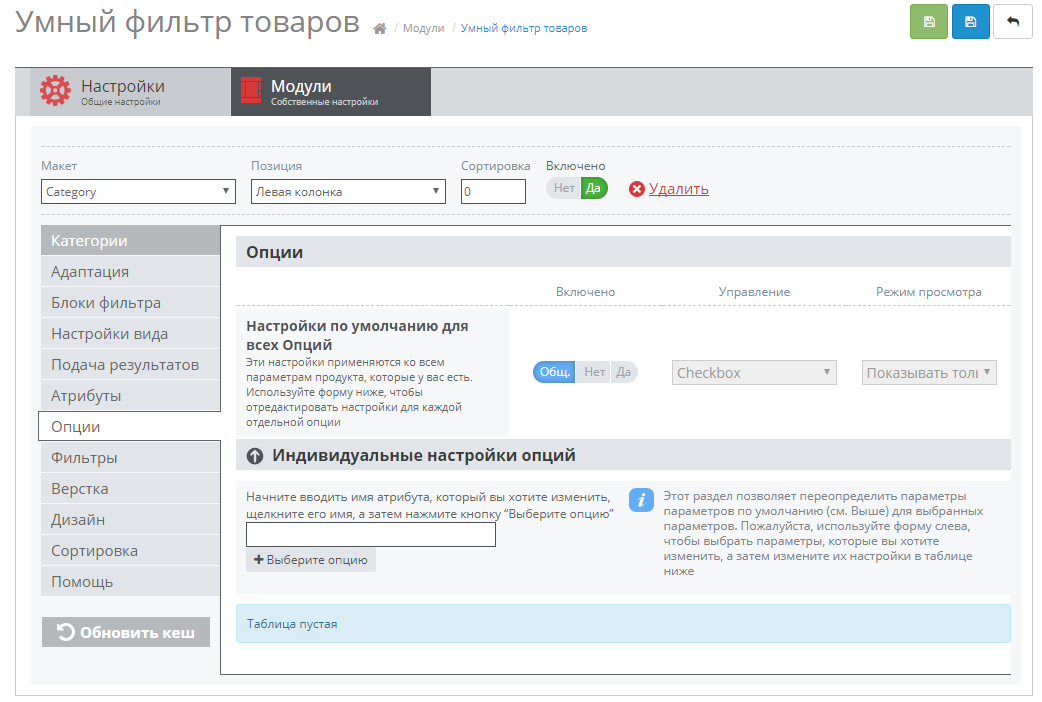 Умный фильтр товаров / Модули / Умный фильтр товаров
Настройки
Общие настройки
Модули
Собственные настройки
Макет
Позиция
Сортировка
Включено
Category
Левая колонка
0
Нет Да
Удалить
Категории
Адаптация
Блоки фильтра
Настройки вида
Подача результатов
Атрибуты
Опции
Фильтры
Верстка
Дизайн
Сортировка
Помощь
Обновить кеш
Опции
Включено
Управление
Режим просмотра
Настройки по умолчанию для
всех Опций
Эти настройки применяются ко всем
параметрам продукта, которые у вас есть.
Используйте форму ниже, чтобы
отредактировать настройки для каждой
отдельной опции
Общ. Нет Да
Checkbox
Показывать толь
Индивидуальные настройки опций
Начните вводить имя атрибута, который вы хотите изменить,
щелкните его имя, а затем нажмите кнопку “Выберите опцию”
+ Выберите опцию
Этот раздел позволяет переопределить параметры
параметров по умолчанию (см. Выше) для выбранных
параметров. Пожалуйста, используйте форму слева,
чтобы выбрать параметры, которые вы хотите
изменить, а затем измените их настройки в таблице
ниже
Таблица пустая